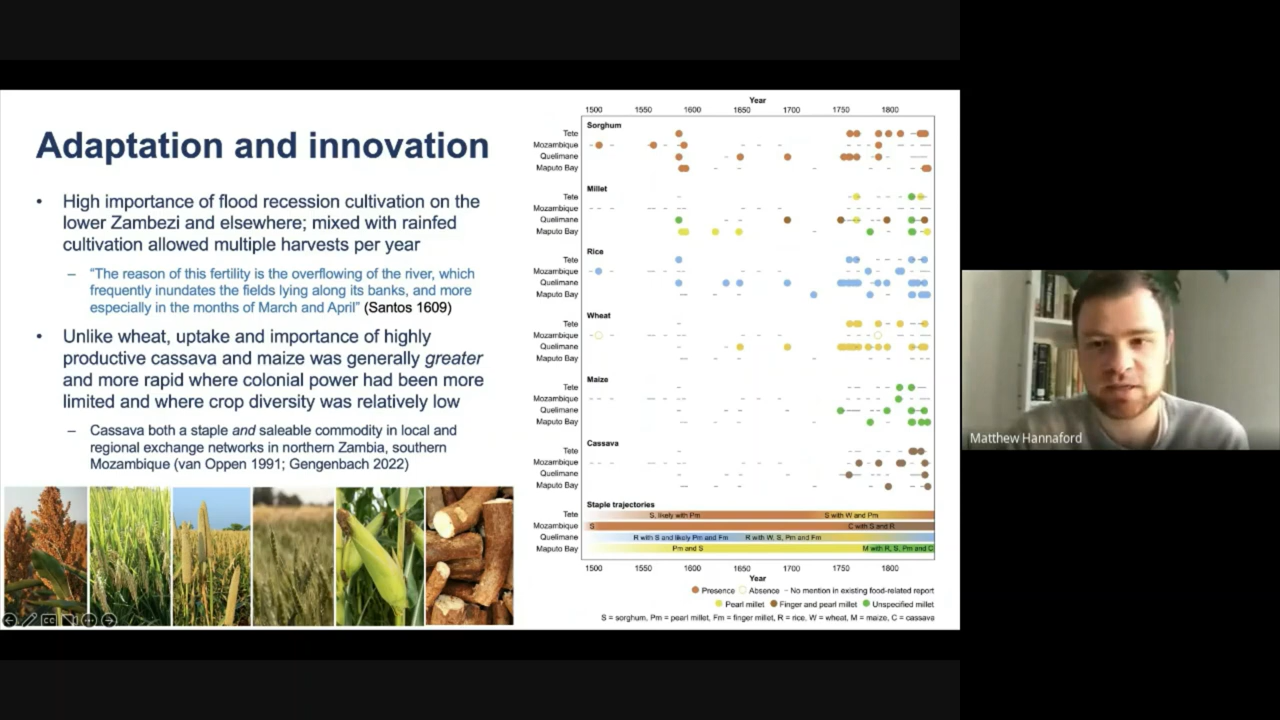 Adaptation and innovation
• High importance of flood recession cultivation on the
lower Zambezi and elsewhere; mixed with rainfed
cultivation allowed multiple harvests per year
– “The reason of this fertility is the overflowing of the river, which
frequently inundates the fields lying along its banks, and more
especially in the months of March and April” (Santos 1609)
• Unlike wheat, uptake and importance of highly
productive cassava and maize was generally greater
and more rapid where colonial power had been more
limited and where crop diversity was relatively low
– Cassava both a staple and saleable commodity in local and
regional exchange networks in northern Zambia, southern
Mozambique (van Oppen 1991; Gengenbach 2022)
CC
Year
1500 1550 1600 1650 1700 1750 1800
Sorghum
Tete
Mozambique
Quelimane
Maputo Bay
Millet
Tete
Mozambique
Quelimane
Maputo Bay
Rice
Tete
Mozambique
Quelimane
Maputo Bay
Wheat
Tete
Mozambique
Quelimane
Maputo Bay
Maize
Tete
Mozambique
Quelimane
Maputo Bay
Cassava
Tete
Mozambique
Quelimane
Maputo Bay
Staple trajectories
Tete S, likely with Pm S with W and Pm
Mozambique S C with S and R
Quelimane R with S and likely Pm and Fm R with W, S, Pm and Fm
Maputo Bay Pm and S M with R, S, Pm and C
1500 1550 1600 1650 1700 1750 1800
Year
Presence Absence - No mention in existing food-related report
Pearl millet Finger and pearl millet Unspecified millet
S = sorghum, Pm = pearl millet, Fm = finger millet, R = rice, W = wheat, M = maize, C = cassava
Matthew Hannaford